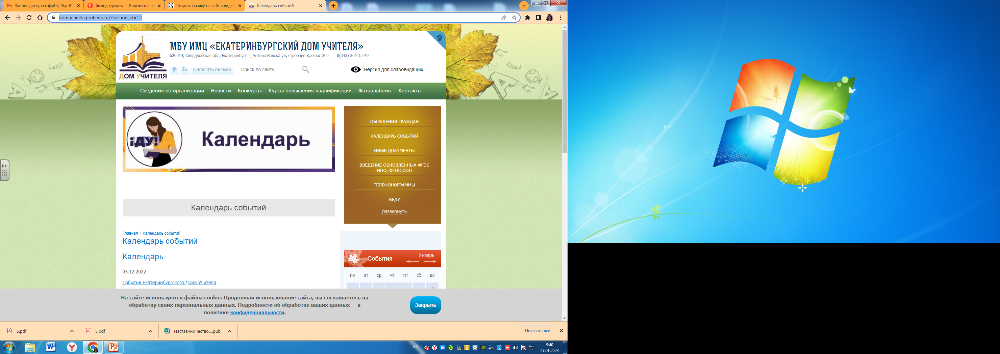 Запрос доступа к файлу "6.pdf"
йк код сделать — Яндекс: нашл
Создать ссылку на сайт в виде
Календарь событий
domuchitela.profiedu.ru/?section_id=12
ДОМ УЧИТЕЛЯ
МБУ ИМЦ «ЕКАТЕРИНБУРГСКИЙ ДОМ УЧИТЕЛЯ»
620014, Свердловская обл, Екатеринбург г, Антона Валека ул, строение 8, офис 305 8(343) 304-12-49
Написать письмо
Поиск по сайту
Версия для слабовидящих
Сведения об организации Новости Конкурсы Курсы повышения квалификации Фотоальбомы Контакты
іДУ!
Календарь
Календарь событий
Главная » Календарь событий
Календарь событий
Календарь
05.12.2022
События Екатеринбургского Дома Учителя
ОБРАЩЕНИЯ ГРАЖДАН
КАЛЕНДАРЬ СОБЫТИЙ
ИНЫЕ ДОКУМЕНТЫ
ВВЕДЕНИЕ ОБНОВЛЕННЫХ ФГОС
НОО, ФГОС ООО
ТЕЛЕФОНОГРАММЫ
ВЕДУ
развернуть
События
Январь
пн вт ср чт пт сб вс
На сайте используются файлы cookie. Продолжая использование сайта, вы соглашаетесь на
обработку своих персональных данных. Подробности об обработке ваших данных — в
политике конфиденциальности.
Закрыть
6.pdf
5.pdf
Наставчничество....pub
Показать все
EN
9:40
27.01.2023